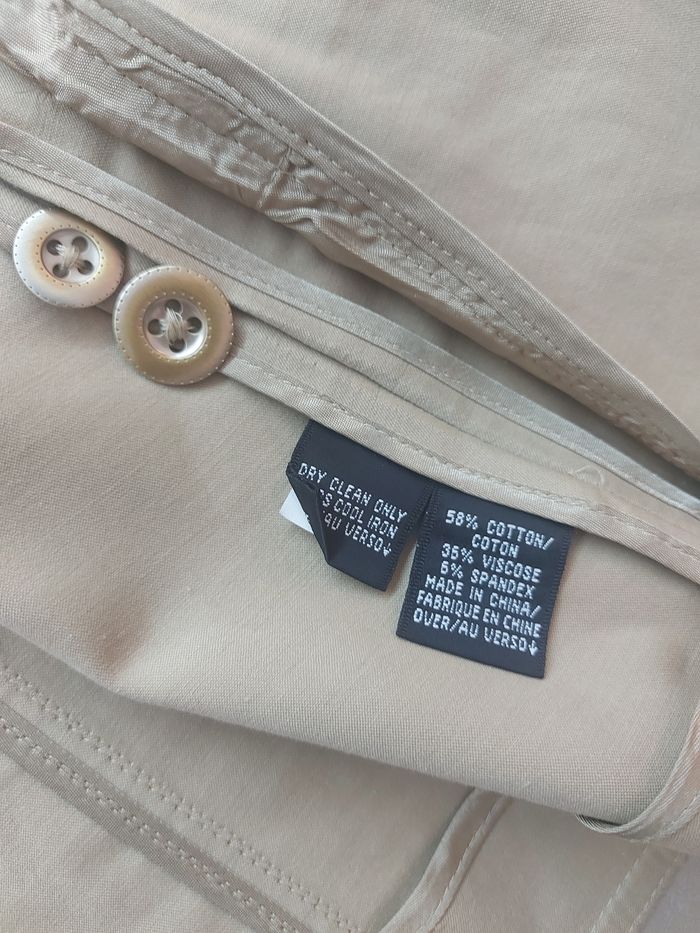 DRY CLEAN ONLY
COOL IRON
AU VERSO↓
58% COTTON/
COTON
36% VISCOSE
6% SPANDEX
MADE IN CHINA/
FABRIQUE EN CHINE
OVER/AU VERSO↓